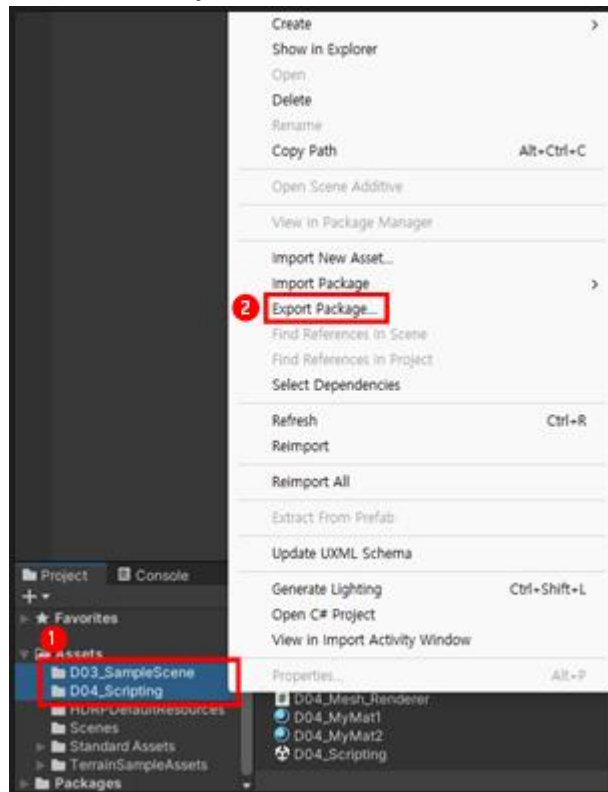 Create
Show in Explorer
Open
Delete
Rename
Copy Path Alt+Ctrl+C
Open Scene Additive
View in Package Manager
Import New Asset...
Import Package
2 Export Package...
Find References In Scene
Find References In Project
Select Dependencies
Refresh Ctrl+R
Reimport
Reimport All
Extract From Prefab
Update UXML Schema
Generate Lighting Ctrl+Shift+L
Open C# Project
View in Import Activity Window
Properties... Alt+P
Project Console
+
Favorites
1
Assets
D03_SampleScene
D04_Scripting
HDRPDefaultResources
Scenes
Standard Assets
TerrainSampleAssets
Packages
D04_Mesh_Renderer
D04_MyMat1
D04_MyMat2
D04_Scripting